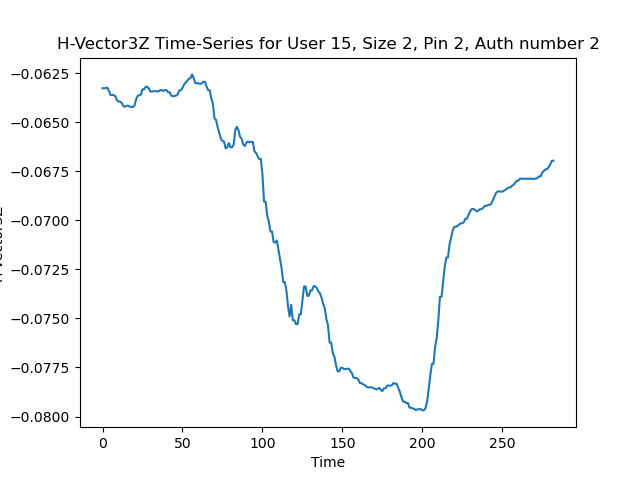 H-Vector3Z Time-Series for User 15, Size 2, Pin 2, Auth number 2
−0.0625
−0.0650
−0.0675
−0.0700
−0.0725
−0.0750
−0.0775
−0.0800
0 50 100 150 200 250
Time